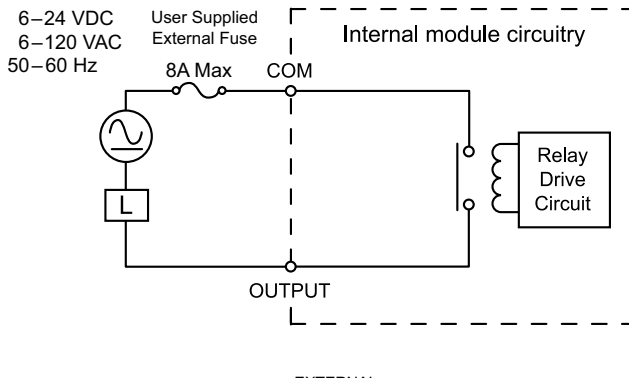 6–24 VDC
6–120 VAC
50–60 Hz
User Supplied
External Fuse
8A Max
COM
Internal module circuitry
L
Relay
Drive
Circuit
OUTPUT